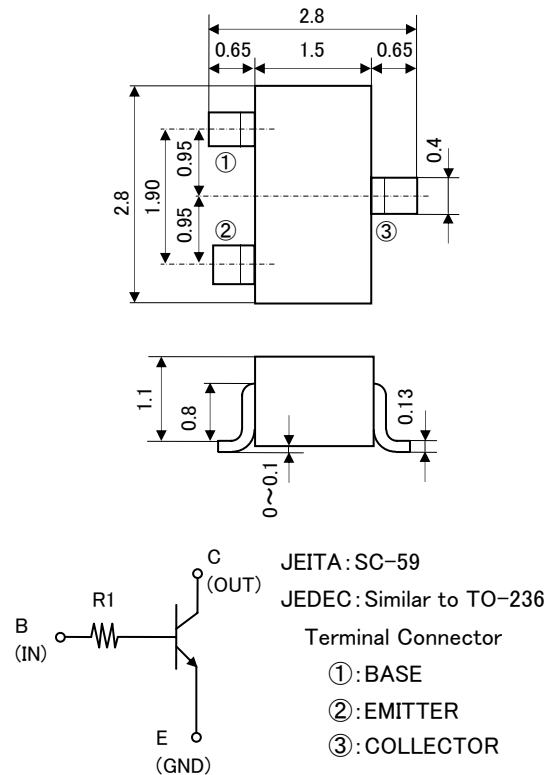 2.8
0.65 1.5 0.65
①
0.95
0.4
2.8
1.90
0.95
②
③
1.1
0.8
0.13
0～0.1
C
(OUT)
R1
B
(IN)
E
(GND)
JEITA:SC-59
JEDEC:Similar to TO-236
Terminal Connector
①:BASE
②:EMITTER
③:COLLECTOR